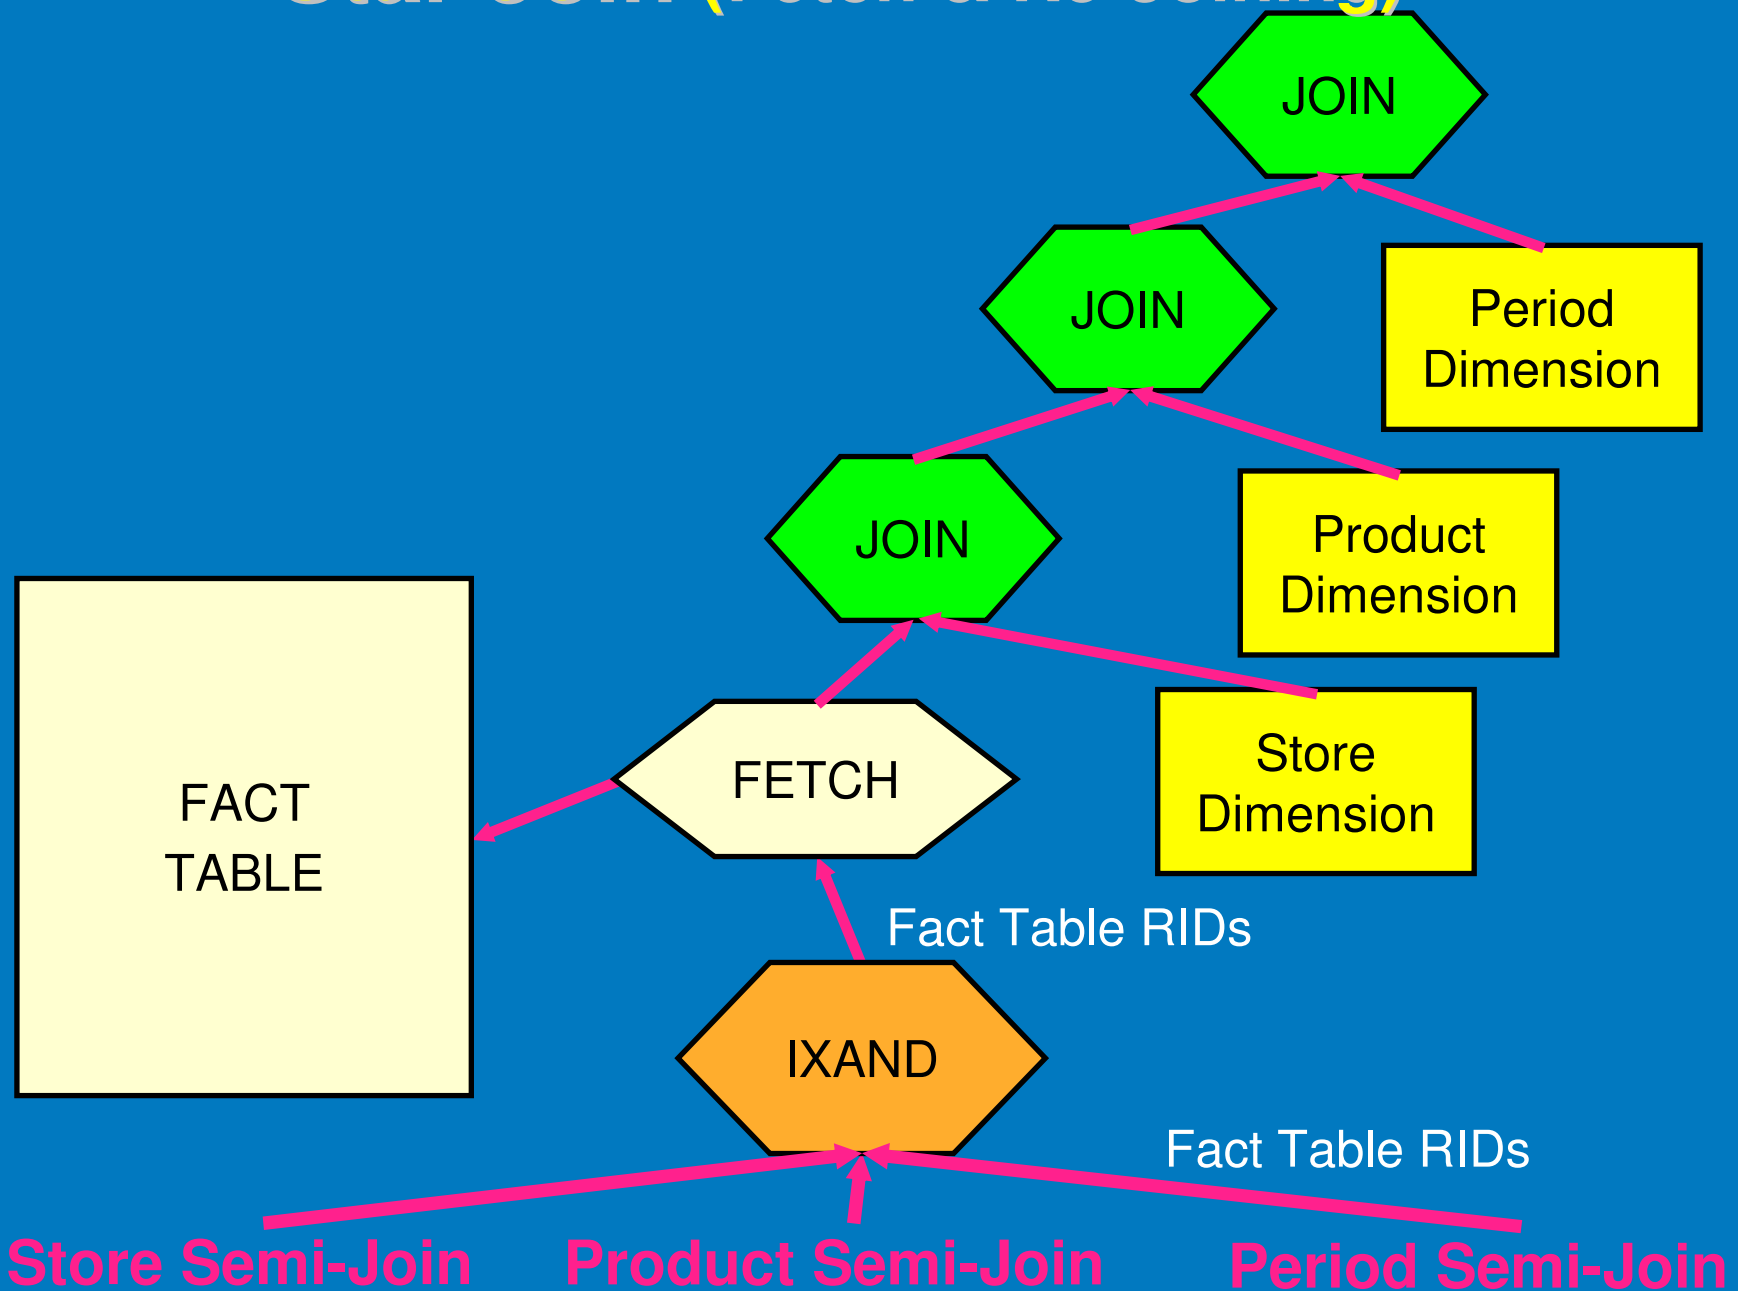 JOIN
JOIN
Period
Dimension
JOIN
Product
Dimension
Store
Dimension
FETCH
FACT
TABLE
Fact Table RIDs
IXAND
Fact Table RIDs
Store Semi-Join
Product Semi-Join
Period Semi-Join